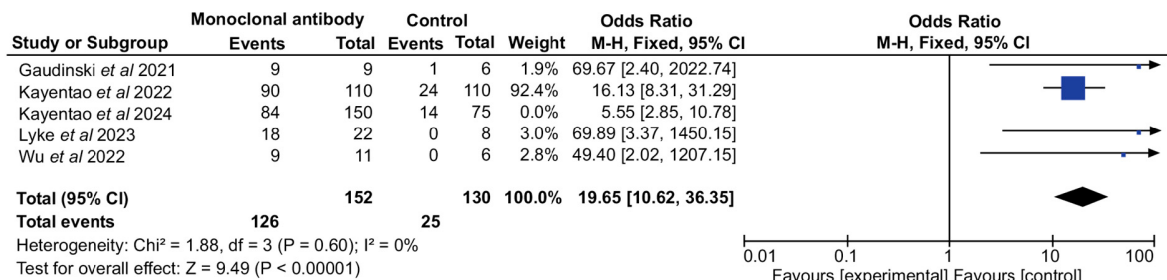 Monoclonal antibody Control Odds Ratio Odds Ratio
Study or Subgroup Events Total Events Total Weight M-H, Fixed, 95% CI M-H, Fixed, 95% CI
Gaudinski et al 2021 9 9 1 6 1.9% 69.67 [2.40, 2022.74]
Kayentao et al 2022 90 110 24 110 92.4% 16.13 [8.31, 31.29]
Kayentao et al 2024 84 150 14 75 0.0% 5.55 [2.85, 10.78]
Lyke et al 2023 18 22 0 8 3.0% 69.89 [3.37, 1450.15]
Wu et al 2022 9 11 0 6 2.8% 49.40 [2.02, 1207.15]
Total (95% CI) 152 130 100.0% 19.65 [10.62, 36.35]
Total events 126 25
Heterogeneity: Chi² = 1.88, df = 3 (P = 0.60); I² = 0%
Test for overall effect: Z = 9.49 (P < 0.00001)
0.01 0.1 1 10 100
Favours [experimental] Favours [control]